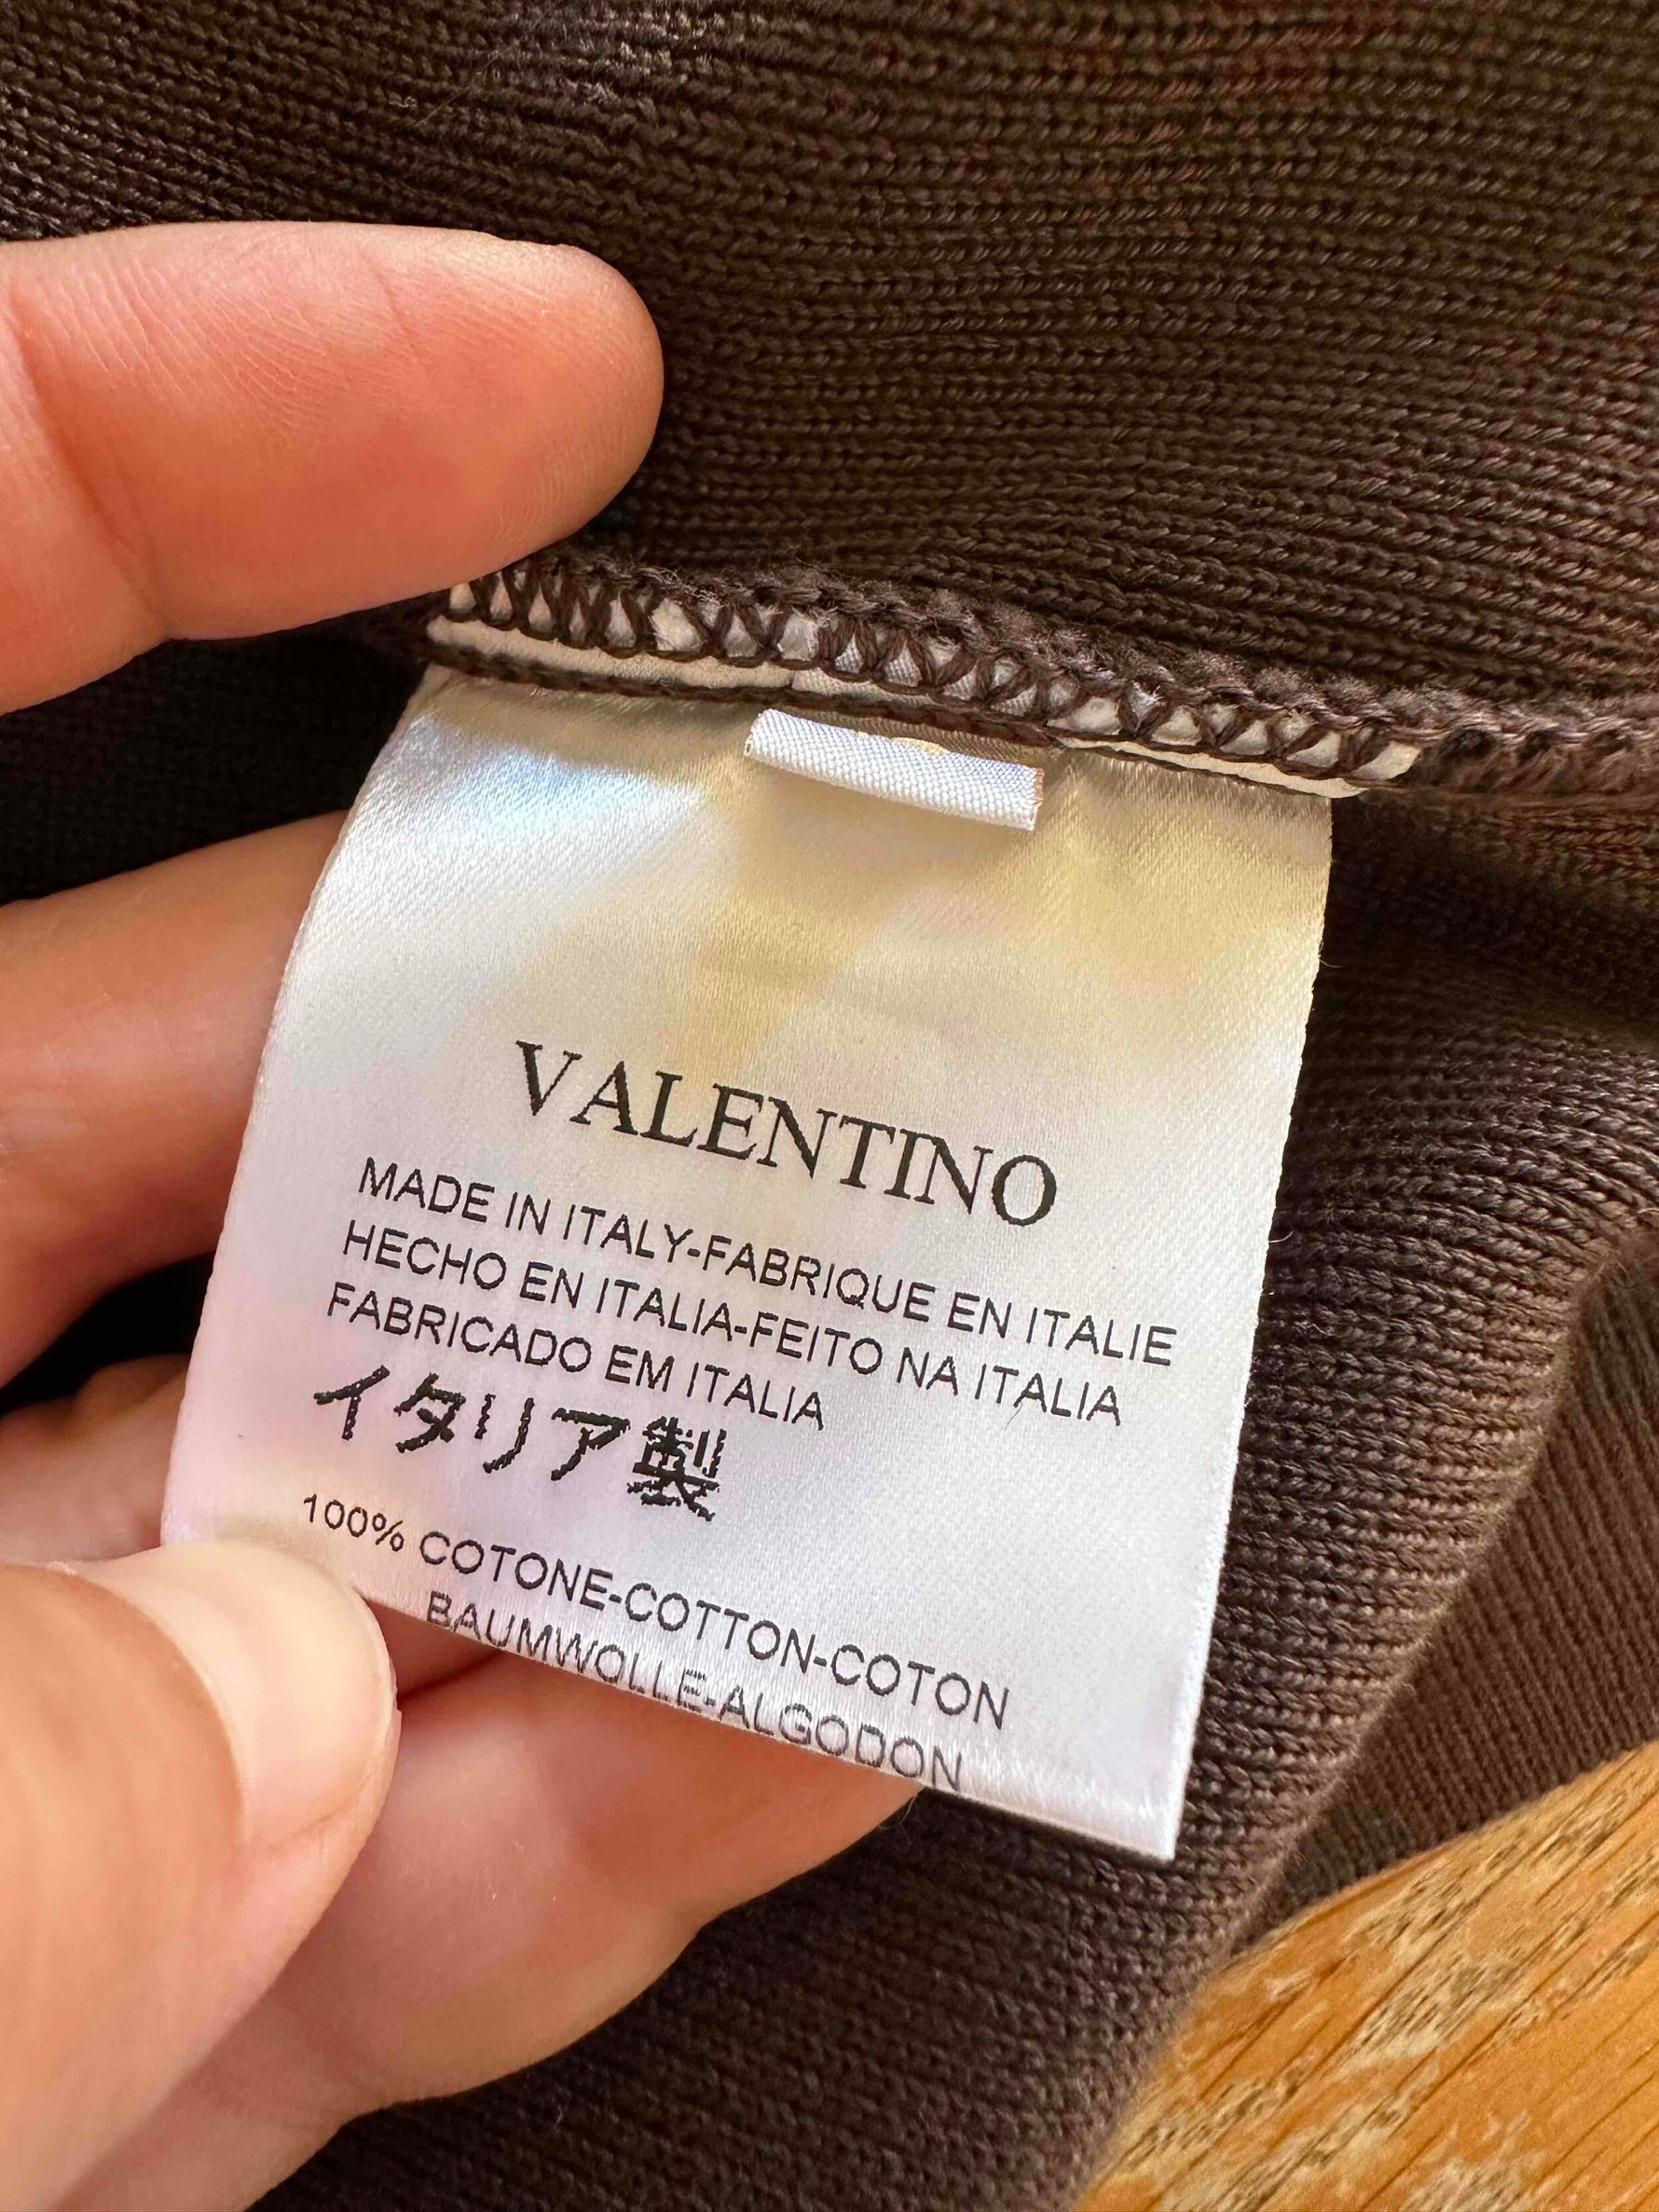 VALENTINO
MADE IN ITALY-FABRIQUE EN ITALIE
HECHO EN ITALIA-FEITO NA ITALIA
FABRICADO EM ITALIA
イタリア製
100% COTONE-COTTON-COTON
BAUMWOLLE-ALGODON